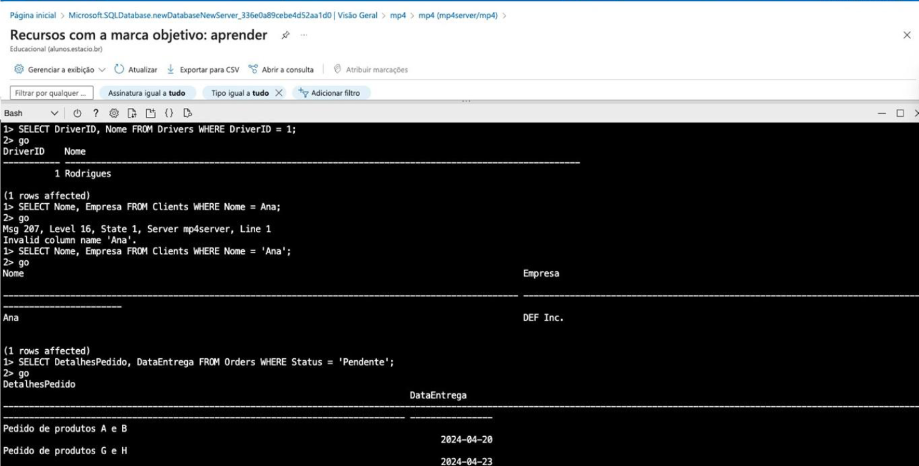 Página inicial > Microsoft.SQLDatabase.newDatabaseNewServer_336e0a89cebe4d52aa1d0 | Visão Geral > mp4 > mp4 (mp4server/mp4) >
Recursos com a marca objetivo: aprender
Educacional (alunos.estacio.br)
Gerenciar a exibição Atualizar Exportar para CSV Abrir a consulta Atribuir marcações
Filtrar por qualquer ... Assinatura igual a tudo Tipo igual a tudo Adicionar filtro
Bash
1> SELECT DriverID, Nome FROM Drivers WHERE DriverID = 1;
2> go
DriverID Nome
1 Rodrigues
(1 rows affected)
1> SELECT Nome, Empresa FROM Clients WHERE Nome = Ana;
2> go
Msg 207, Level 16, State 1, Server mp4server, Line 1
Invalid column name 'Ana'.
1> SELECT Nome, Empresa FROM Clients WHERE Nome = 'Ana';
2> go
Nome Empresa
Ana DEF Inc.
(1 rows affected)
1> SELECT DetalhesPedido, DataEntrega FROM Orders WHERE Status = 'Pendente';
2> go
DetalhesPedido
DataEntrega
Pedido de produtos A e B
2024-04-20
Pedido de produtos G e H
2024-04-23